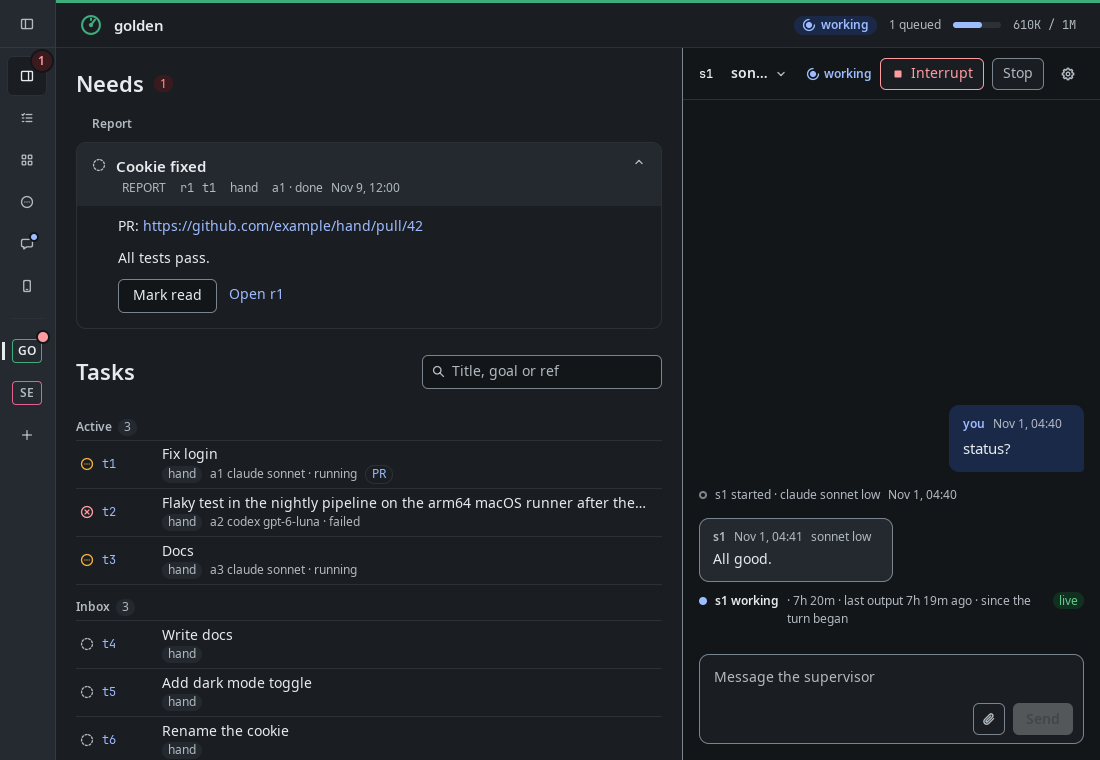 golden
working
1 queued
610K / 1M
1
GO
SE
Needs 1
Report
Cookie fixed
REPORT r1 t1 hand a1 · done Nov 9, 12:00
PR: https://github.com/example/hand/pull/42
All tests pass.
Mark read
Open r1
Tasks
Title, goal or ref
Active 3
t1
Fix login
hand a1 claude sonnet · running PR
t2
Flaky test in the nightly pipeline on the arm64 macOS runner after the…
hand a2 codex gpt-6-luna · failed
t3
Docs
hand a3 claude sonnet · running
Inbox 3
t4
Write docs
hand
t5
Add dark mode toggle
hand
t6
Rename the cookie
hand
s1 son… working
Interrupt
Stop
you Nov 1, 04:40
status?
s1 started · claude sonnet low Nov 1, 04:40
s1 Nov 1, 04:41 sonnet low
All good.
s1 working · 7h 20m · last output 7h 19m ago · since the
turn began
live
Message the supervisor
Send